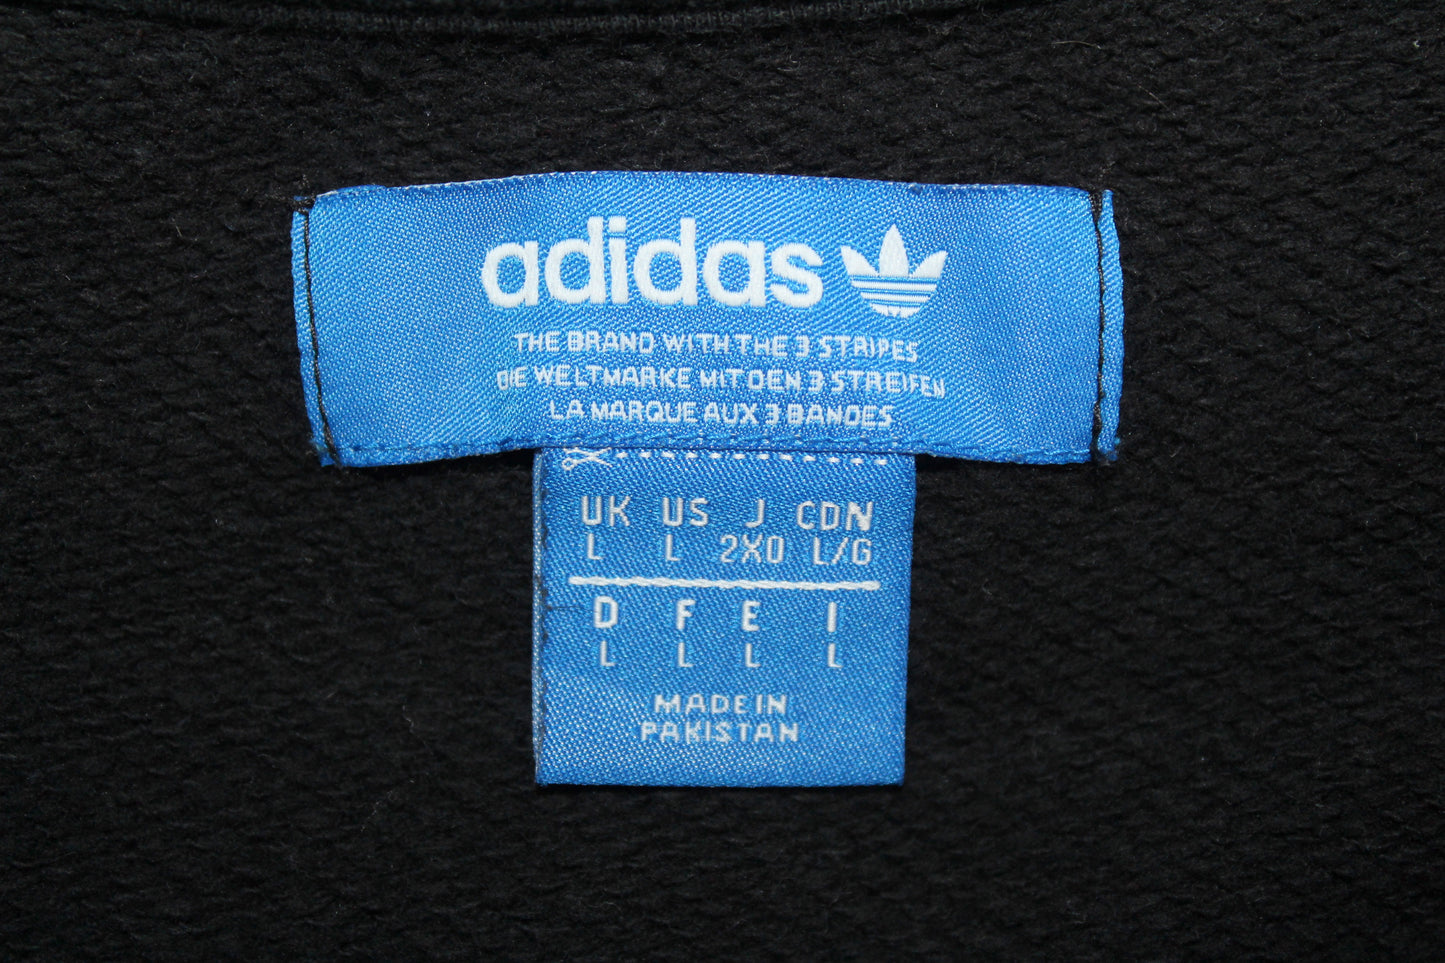 adidas
THE BRAND WITH THE 3 STRIPES
DIE WELTMARKE MIT DEN 3 STREIFEN
LA MARQUE AUX 3 BANDES
UK US J CDN
L L 2XO L/G
D F E I
L L L L
MADE IN
PAKISTAN